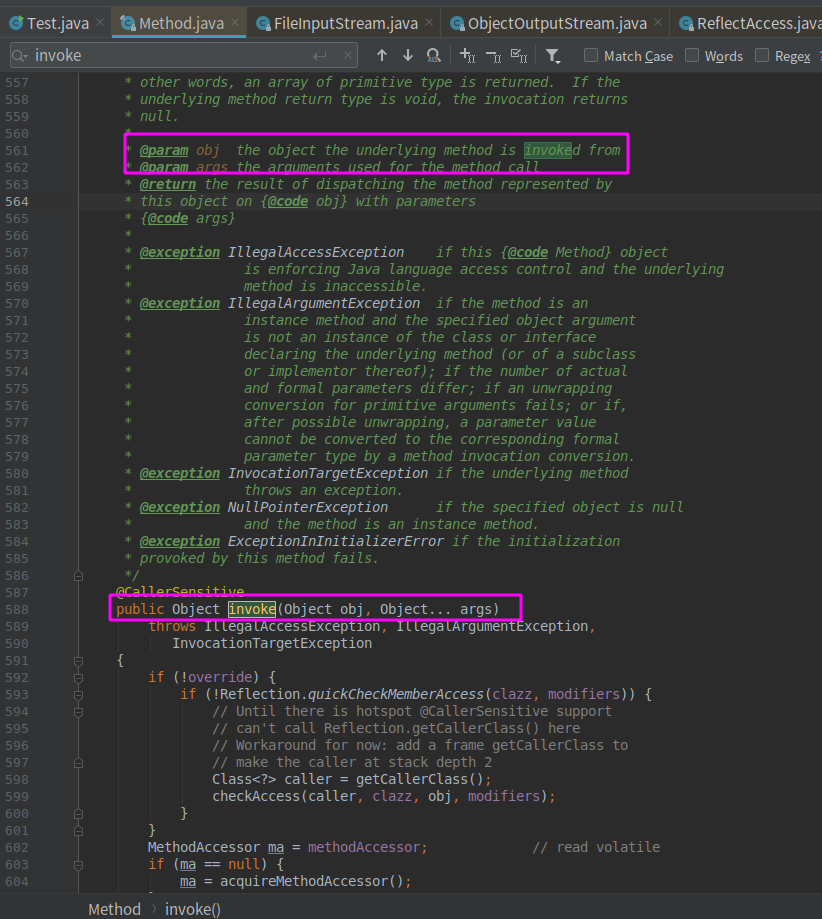 Test.java × Method.java × FileInputStream.java × ObjectOutputStream.java × ReflectAccess.java
invoke Match Case Words Regex ?
557 * other words, an array of primitive type is returned.  If the
558 * underlying method return type is void, the invocation returns
559 * null.
560 *
561 * @param obj  the object the underlying method is invoked from
562 * @param args the arguments used for the method call
563 * @return the result of dispatching the method represented by
564 * this object on {@code obj} with parameters
565 * {@code args}
566 *
567 * @exception IllegalAccessException    if this {@code Method} object
568 *              is enforcing Java language access control and the underlying
569 *              method is inaccessible.
570 * @exception IllegalArgumentException  if the method is an
571 *              instance method and the specified object argument
572 *              is not an instance of the class or interface
573 *              declaring the underlying method (or of a subclass
574 *              or implementor thereof); if the number of actual
575 *              and formal parameters differ; if an unwrapping
576 *              conversion for primitive arguments fails; or if,
577 *              after possible unwrapping, a parameter value
578 *              cannot be converted to the corresponding formal
579 *              parameter type by a method invocation conversion.
580 * @exception InvocationTargetException if the underlying method
581 *              throws an exception.
582 * @exception NullPointerException      if the specified object is null
583 *              and the method is an instance method.
584 * @exception ExceptionInInitializerError if the initialization
585 * provoked by this method fails.
586 */
587 @CallerSensitive
588 public Object invoke(Object obj, Object... args)
589     throws IllegalAccessException, IllegalArgumentException,
590        InvocationTargetException
591 {
592     if (!override) {
593         if (!Reflection.quickCheckMemberAccess(clazz, modifiers)) {
594             // Until there is hotspot @CallerSensitive support
595             // can't call Reflection.getCallerClass() here
596             // Workaround for now: add a frame getCallerClass to
597             // make the caller at stack depth 2
598             Class<?> caller = getCallerClass();
599             checkAccess(caller, clazz, obj, modifiers);
600         }
601     }
602     MethodAccessor ma = methodAccessor;             // read volatile
603     if (ma == null) {
604         ma = acquireMethodAccessor();
Method › invoke()